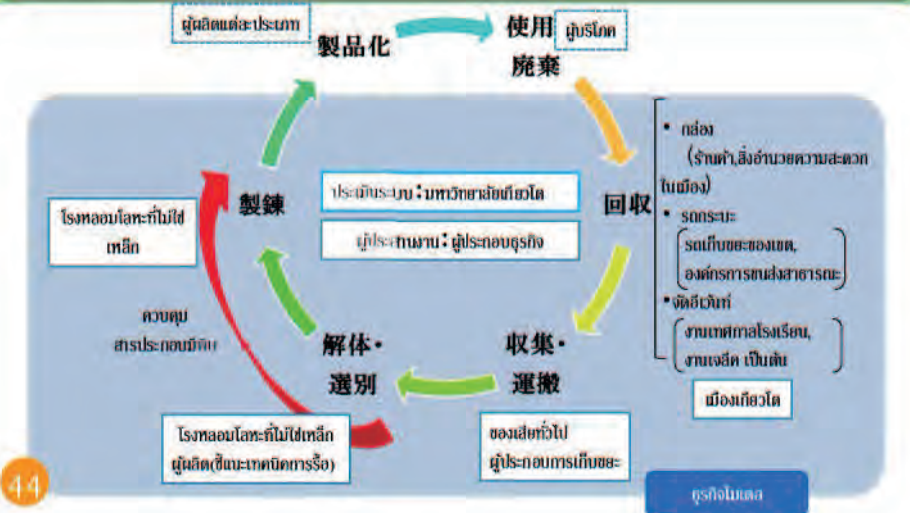 ผู้ผลิตแต่ละประเภท
製品化
使用
廃棄
ผู้บริโภค
• กล่อง
(ร้านค้า,สิ่งอำนวยความสะดวก
ในเมือง)
• รถกระบะ
รถเก็บขยะของเขต,
องค์กรการขนส่งสาธารณะ
•จัดอีเว้นท์
งานเทศกาลโรงเรียน,
งานเจลีค เป็นต้น
เมืองเกียวโต
回収
ประเมินระบบ:มหาวิทยาลัยเกียวโต
ผู้ประสานงาน: ผู้ประกอบธุรกิจ
製錬
โรงหลอมโลหะที่ไม่ใช่
เหล็ก
ควบคุม
สารประกอบมีพิษ
解体・
選別
収集・
運搬
โรงหลอมโลหะที่ไม่ใช่เหล็ก
ผู้ผลิต(ชี้แนะเทคนิคการรื้อ)
ของเสียทั่วไป
ผู้ประกอบการเก็บขยะ
44
ธุรกิจโมเดล